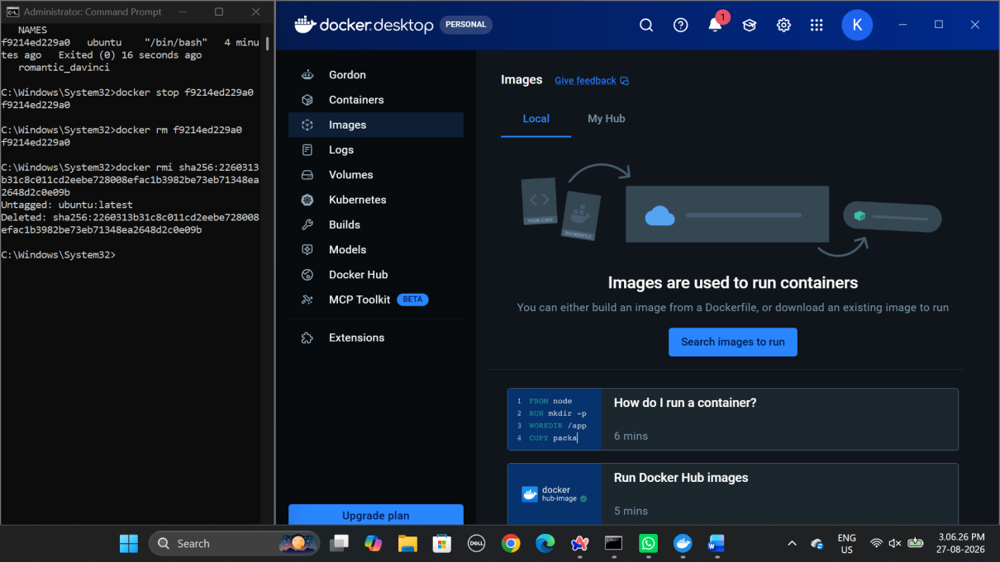 Administrator: Command Prompt
NAMES
f9214ed229a0   ubuntu    "/bin/bash"   4 minu
tes ago   Exited (0) 16 seconds ago
romantic_davinci
C:\Windows\System32>docker stop f9214ed229a0
f9214ed229a0
C:\Windows\System32>docker rm f9214ed229a0
f9214ed229a0
C:\Windows\System32>docker rmi sha256:2260313
b31c8c011cd2eebe728008efac1b3982be73eb71348ea
2648d2c0e09b
Untagged: ubuntu:latest
Deleted: sha256:2260313b31c8c011cd2eebe728008
efac1b3982be73eb71348ea2648d2c0e09b
C:\Windows\System32>
docker.desktop PERSONAL
1
K
Gordon
Containers
Images
Logs
Volumes
Kubernetes
Builds
Models
Docker Hub
MCP Toolkit BETA
Extensions
Upgrade plan
Images Give feedback
Local My Hub
YOUR CODE
DOCKERFILE
Images are used to run containers
You can either build an image from a Dockerfile, or download an existing image to run
Search images to run
1 FROM node
2 RUN mkdir -p
3 WORKDIR /app
4 COPY packa
How do I run a container?
6 mins
docker
hub-image
Run Docker Hub images
5 mins
Search
DELL
ENG
US
3.06.26 PM
27-08-2026